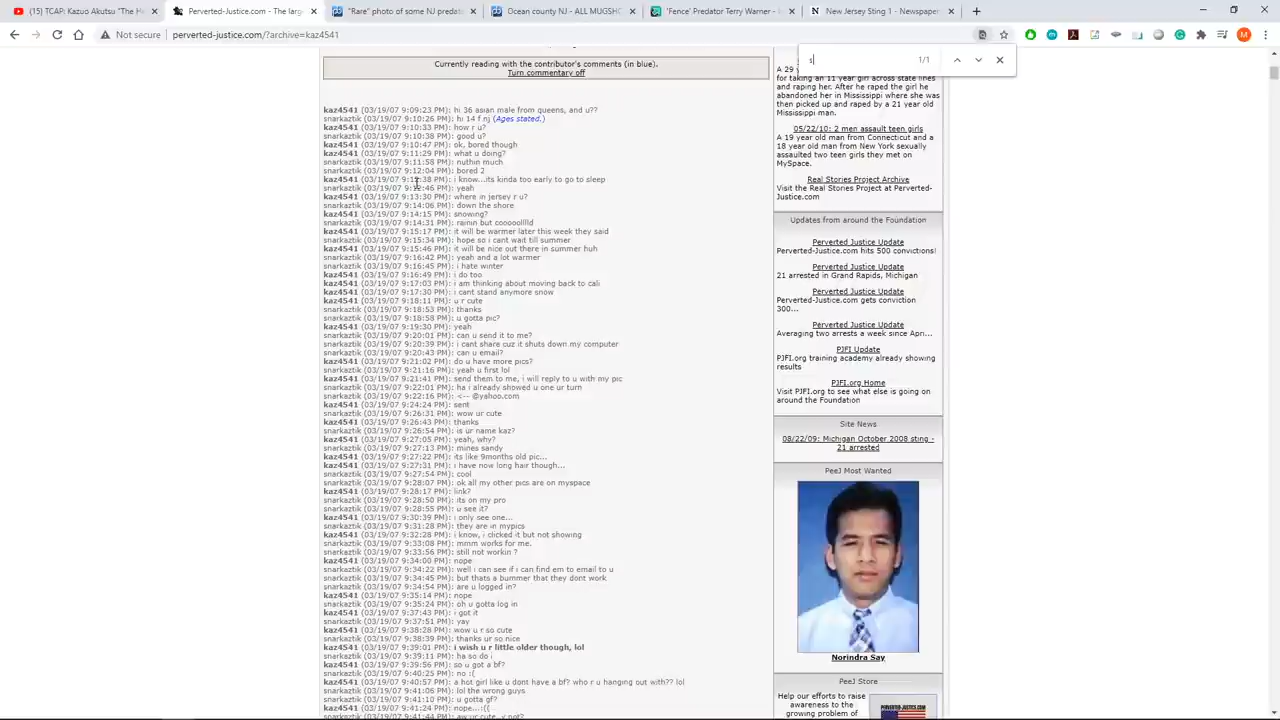 (15) TCAP: Kazuo Akutsu "The He
Perverted-Justice.com - The large
"Rare" photo of some NJ predato
Ocean county NJ - ALL MUGSHO
'Fence' Predator Terry Warner - I
New Jersey Sting 1 - Newspaper
Not secure perverted-justice.com/?archive=kaz4541
s 1/1
Currently reading with the contributor's comments (in blue).
Turn commentary off
kaz4541 (03/19/07 9:09:23 PM): hi 36 asian male from queens, and u??
snarkaztik (03/19/07 9:10:26 PM): hi 14 f nj (Ages stated.)
kaz4541 (03/19/07 9:10:33 PM): how r u?
snarkaztik (03/19/07 9:10:38 PM): good u?
kaz4541 (03/19/07 9:10:47 PM): ok, bored though
kaz4541 (03/19/07 9:11:29 PM): what u doing?
snarkaztik (03/19/07 9:11:58 PM): nuthin much
snarkaztik (03/19/07 9:12:04 PM): bored 2
kaz4541 (03/19/07 9:12:38 PM): i know...its kinda too early to go to sleep
snarkaztik (03/19/07 9:12:46 PM): yeah
kaz4541 (03/19/07 9:13:30 PM): where in jersey r u?
snarkaztik (03/19/07 9:14:06 PM): down the shore
kaz4541 (03/19/07 9:14:15 PM): snowing?
snarkaztik (03/19/07 9:14:31 PM): rainin but cooooolllld
kaz4541 (03/19/07 9:15:17 PM): it will be warmer later this week they said
snarkaztik (03/19/07 9:15:34 PM): hope so i cant wait till summer
kaz4541 (03/19/07 9:15:46 PM): it will be nice out there in summer huh
snarkaztik (03/19/07 9:16:42 PM): yeah and a lot warmer
snarkaztik (03/19/07 9:16:45 PM): i hate winter
kaz4541 (03/19/07 9:16:49 PM): i do too
kaz4541 (03/19/07 9:17:03 PM): i am thinking about moving back to cali
kaz4541 (03/19/07 9:17:30 PM): i cant stand anymore snow
kaz4541 (03/19/07 9:18:11 PM): u r cute
snarkaztik (03/19/07 9:18:53 PM): thanks
snarkaztik (03/19/07 9:18:58 PM): u gotta pic?
kaz4541 (03/19/07 9:19:30 PM): yeah
snarkaztik (03/19/07 9:20:01 PM): can u send it to me?
snarkaztik (03/19/07 9:20:39 PM): i cant share cuz it shuts down my computer
snarkaztik (03/19/07 9:20:43 PM): can u email?
kaz4541 (03/19/07 9:21:02 PM): do u have more pics?
snarkaztik (03/19/07 9:21:16 PM): yeah u first lol
kaz4541 (03/19/07 9:21:41 PM): send them to me, i will reply to u with my pic
snarkaztik (03/19/07 9:22:01 PM): ha i already showed u one ur turn
snarkaztik (03/19/07 9:22:16 PM): <-- @yahoo.com
kaz4541 (03/19/07 9:24:24 PM): sent
snarkaztik (03/19/07 9:26:31 PM): wow ur cute
kaz4541 (03/19/07 9:26:43 PM): thanks
snarkaztik (03/19/07 9:26:54 PM): is ur name kaz?
kaz4541 (03/19/07 9:27:05 PM): yeah, why?
snarkaztik (03/19/07 9:27:13 PM): mines sandy
kaz4541 (03/19/07 9:27:22 PM): its like 9months old pic...
kaz4541 (03/19/07 9:27:31 PM): i have now long hair though...
snarkaztik (03/19/07 9:27:54 PM): cool
snarkaztik (03/19/07 9:28:07 PM): ok all my other pics are on myspace
kaz4541 (03/19/07 9:28:17 PM): link?
snarkaztik (03/19/07 9:28:50 PM): its on my pro
snarkaztik (03/19/07 9:28:55 PM): u see it?
kaz4541 (03/19/07 9:30:39 PM): i only see one...
snarkaztik (03/19/07 9:31:28 PM): they are in mypics
kaz4541 (03/19/07 9:32:28 PM): i know, i clicked it but not showing
snarkaztik (03/19/07 9:33:08 PM): mmm works for me.
snarkaztik (03/19/07 9:33:56 PM): still not workin ?
kaz4541 (03/19/07 9:34:00 PM): nope
snarkaztik (03/19/07 9:34:22 PM): well i can see if i can find em to email to u
snarkaztik (03/19/07 9:34:45 PM): but thats a bummer that they dont work
snarkaztik (03/19/07 9:34:54 PM): are u logged in?
kaz4541 (03/19/07 9:35:14 PM): nope
snarkaztik (03/19/07 9:35:24 PM): oh u gotta log in
kaz4541 (03/19/07 9:37:43 PM): i got it
snarkaztik (03/19/07 9:37:51 PM): yay
kaz4541 (03/19/07 9:38:28 PM): wow u r so cute
snarkaztik (03/19/07 9:38:39 PM): thanks ur so nice
kaz4541 (03/19/07 9:39:01 PM): i wish u r little older though, lol
snarkaztik (03/19/07 9:39:11 PM): ha so do i
kaz4541 (03/19/07 9:39:56 PM): so u got a bf?
snarkaztik (03/19/07 9:40:25 PM): no :(
kaz4541 (03/19/07 9:40:57 PM): a hot girl like u dont have a bf? who r u hanging out with?? lol
snarkaztik (03/19/07 9:41:06 PM): lol the wrong guys
snarkaztik (03/19/07 9:41:10 PM): u gotta gf?
kaz4541 (03/19/07 9:41:24 PM): nope...:((
snarkaztik (03/19/07 9:41:44 PM): aw ur cute, y not?
A 29 y
for taking an 11 year girl across state lines
and raping her. After he raped the girl he
abandoned her in Mississippi where she was
then picked up and raped by a 21 year old
Mississippi man.
05/22/10: 2 men assault teen girls
A 19 year old man from Connecticut and a
18 year old man from New York sexually
assaulted two teen girls they met on
MySpace.
Real Stories Project Archive
Visit the Real Stories Project at Perverted-
Justice.com
Updates from around the Foundation
Perverted Justice Update
Perverted-Justice.com hits 500 convictions!
Perverted Justice Update
21 arrested in Grand Rapids, Michigan
Perverted Justice Update
Perverted-Justice.com gets conviction
300...
Perverted Justice Update
Averaging two arrests a week since Apri...
PJFI Update
PJFI.org training academy already showing
results
PJFI.org Home
Visit PJFI.org to see what else is going on
around the Foundation
Site News
08/22/09: Michigan October 2008 sting -
21 arrested
PeeJ Most Wanted
Norindra Say
PeeJ Store
Help our efforts to raise
awareness to the
growing problem of